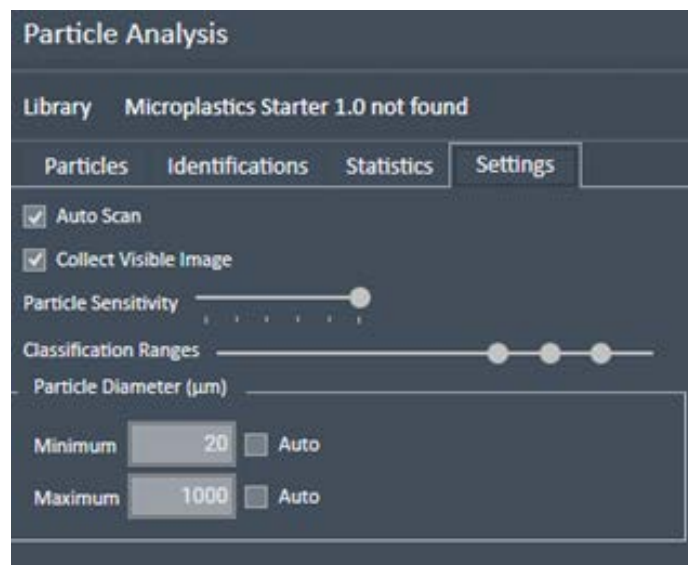 Particle Analysis
Library Microplastics Starter 1.0 not found
Particles Identifications Statistics Settings
Auto Scan
Collect Visible Image
Particle Sensitivity
Classification Ranges
Particle Diameter (µm)
Minimum 20 Auto
Maximum 1000 Auto